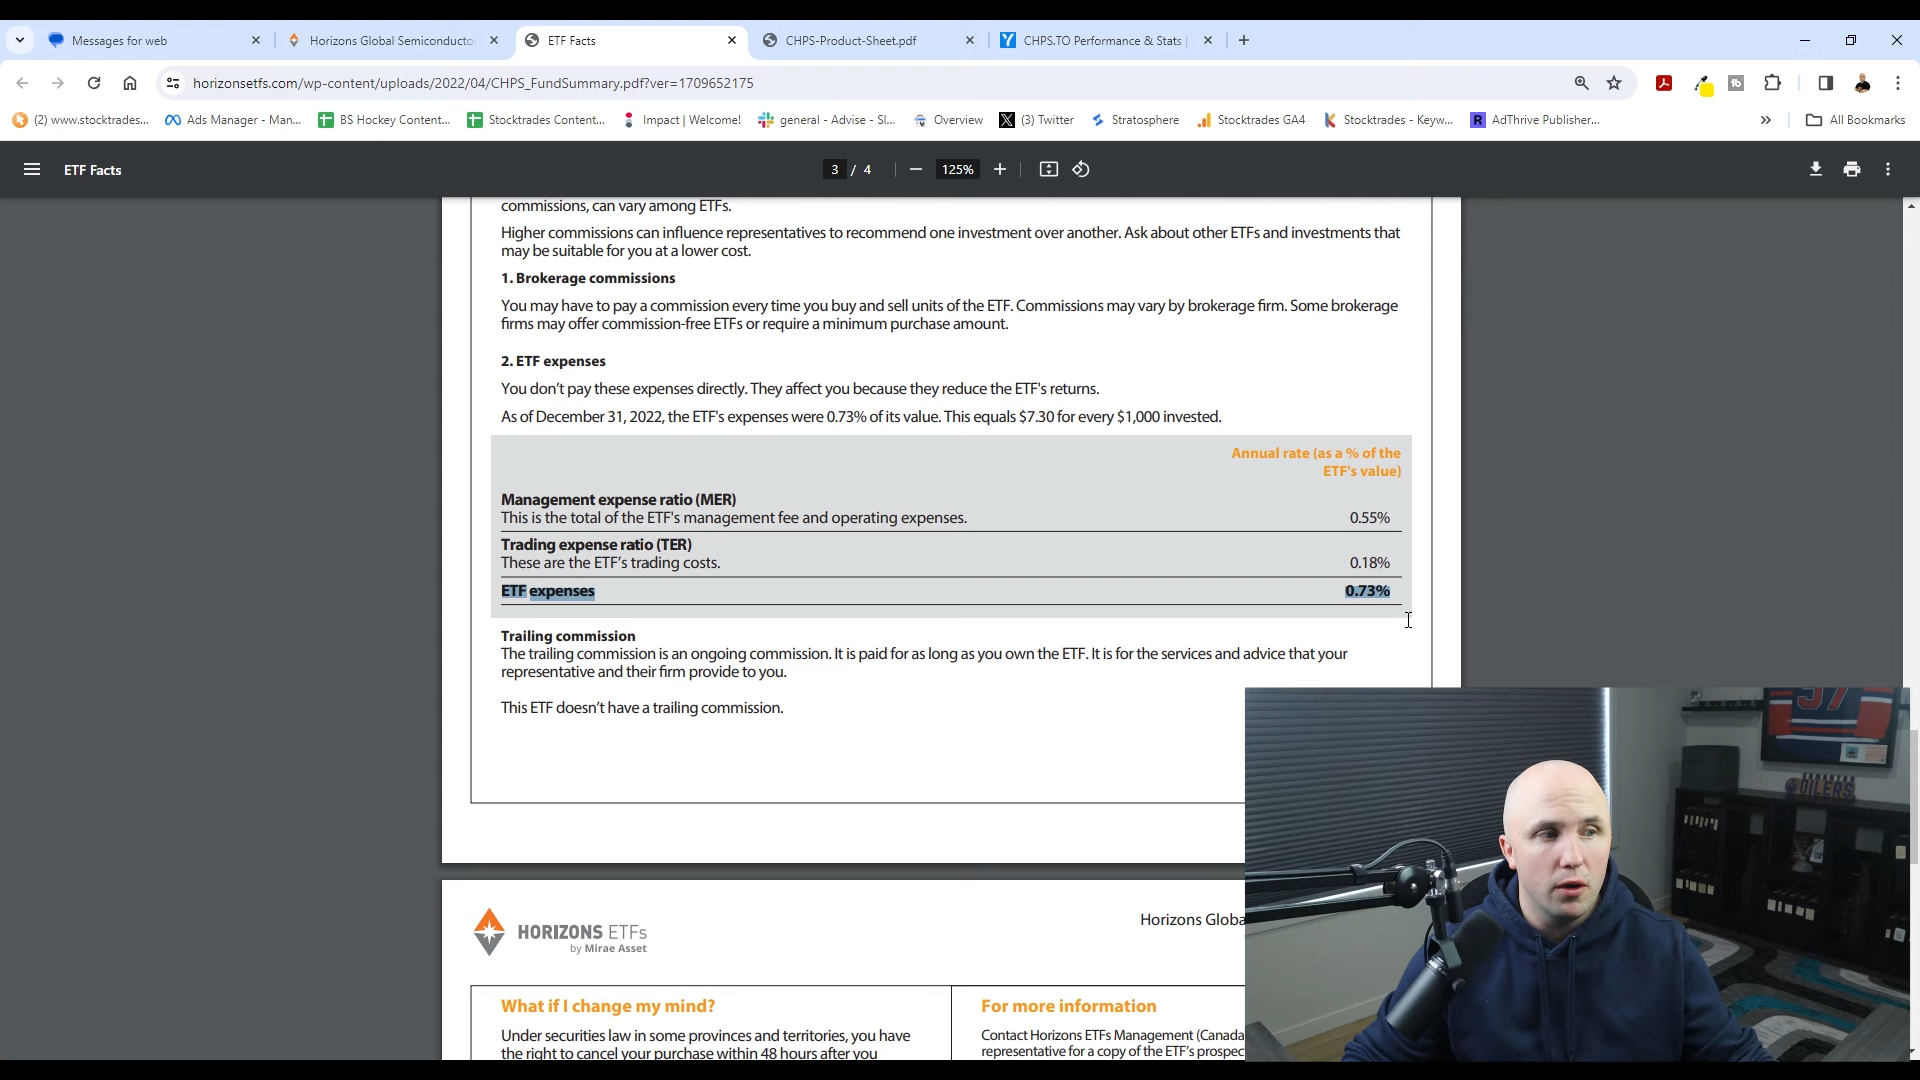 Messages for web
Horizons Global Semiconducto
ETF Facts
CHPS-Product-Sheet.pdf
CHPS.TO Performance & Stats |
horizonsetfs.com/wp-content/uploads/2022/04/CHPS_FundSummary.pdf?ver=1709652175
(2) www.stocktrades...
Ads Manager - Man...
BS Hockey Content...
Stocktrades Content...
Impact | Welcome!
general - Advise - Sl...
Overview
(3) Twitter
Stratosphere
Stocktrades GA4
Stocktrades - Keyw...
AdThrive Publisher...
All Bookmarks
ETF Facts
3 / 4
125%
commissions, can vary among ETFs.
Higher commissions can influence representatives to recommend one investment over another. Ask about other ETFs and investments that
may be suitable for you at a lower cost.
1. Brokerage commissions
You may have to pay a commission every time you buy and sell units of the ETF. Commissions may vary by brokerage firm. Some brokerage
firms may offer commission-free ETFs or require a minimum purchase amount.
2. ETF expenses
You don't pay these expenses directly. They affect you because they reduce the ETF's returns.
As of December 31, 2022, the ETF's expenses were 0.73% of its value. This equals $7.30 for every $1,000 invested.
Annual rate (as a % of the
ETF's value)
Management expense ratio (MER)
This is the total of the ETF's management fee and operating expenses. 0.55%
Trading expense ratio (TER)
These are the ETF's trading costs. 0.18%
ETF expenses 0.73%
Trailing commission
The trailing commission is an ongoing commission. It is paid for as long as you own the ETF. It is for the services and advice that your
representative and their firm provide to you.
This ETF doesn't have a trailing commission.
97
OILERS
HORIZONS ETFs
by Mirae Asset
Horizons Globa
What if I change my mind?
Under securities law in some provinces and territories, you have
the right to cancel your purchase within 48 hours after you
For more information
Contact Horizons ETFs Management (Canada
representative for a copy of the ETF's prospec